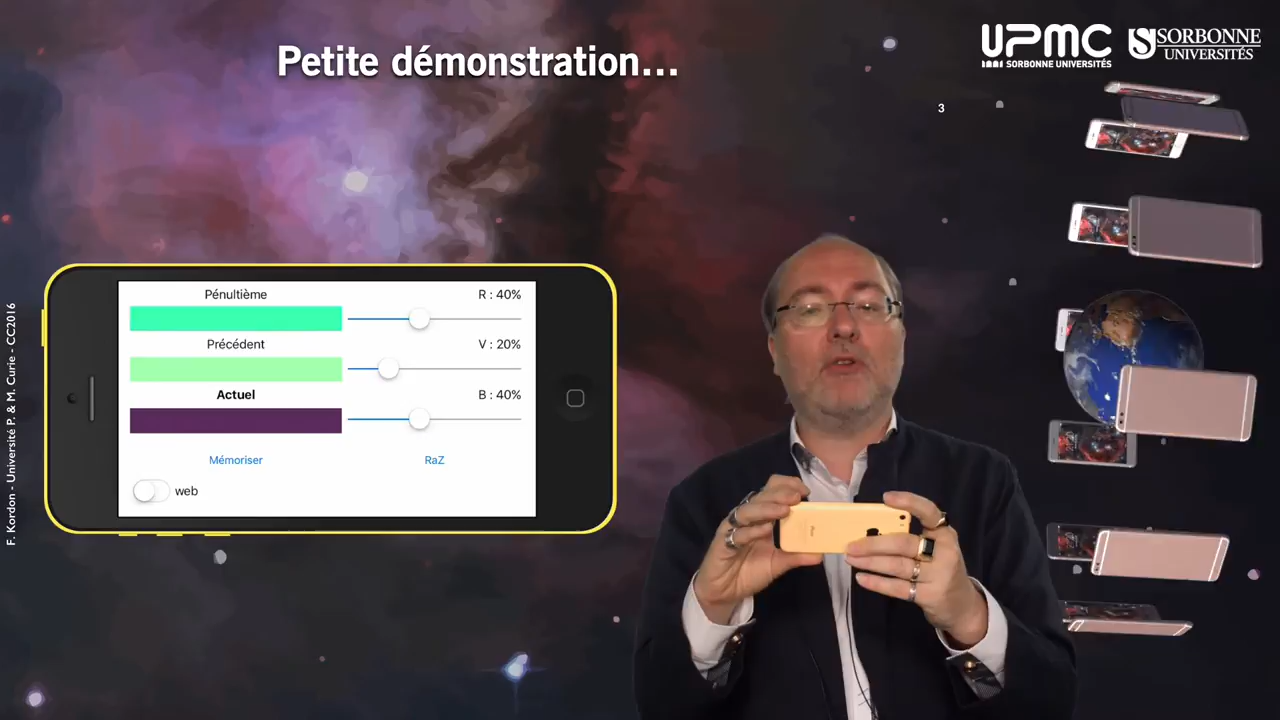 Petite démonstration…
UPMC
SORBONNE UNIVERSITÉS
SORBONNE
UNIVERSITÉS
3
Pénultième
R : 40%
Précédent
V : 20%
Actuel
B : 40%
Mémoriser
RaZ
web
F. Kordon - Université P. & M. Curie - CC2016